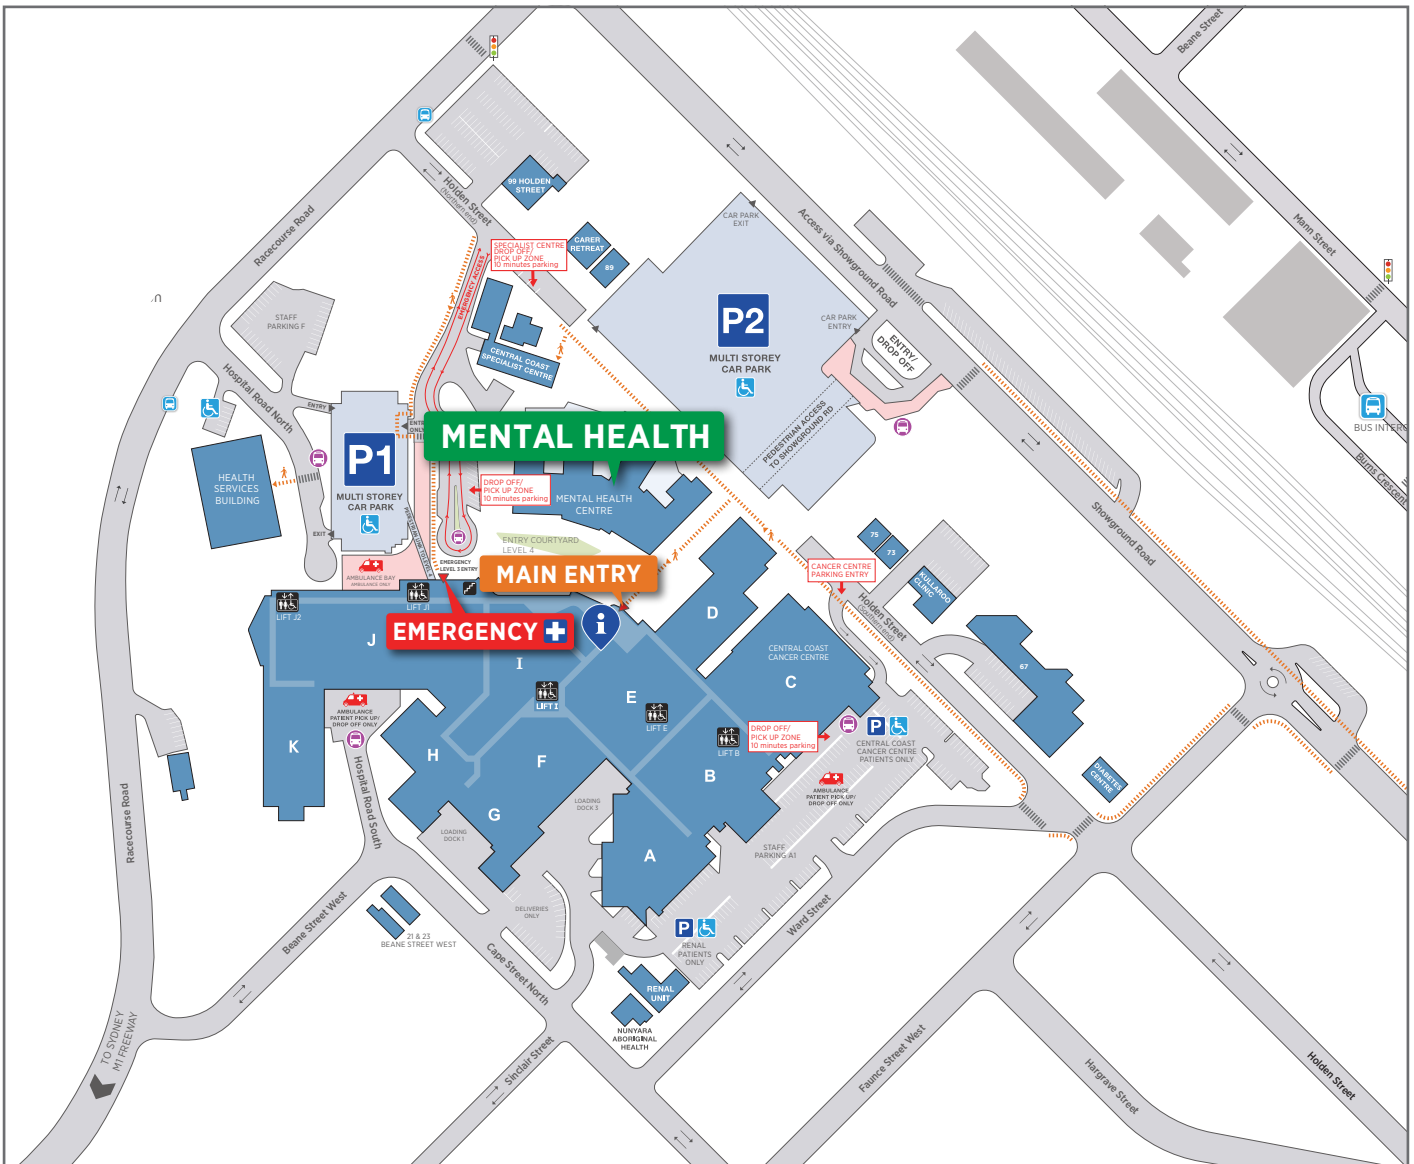 Beane Street
Racecourse Road
99 HOLDEN
STREET
Holden Street
(Northern end)
CAR PARK
EXIT
Access via Showground Road
Mann Street
SPECIALIST CENTRE
DROP OFF/
PICK UP ZONE
10 minutes parking
CARER
RETREAT
89
EMERGENCY ACCESS
STAFF
PARKING F
P2
MULTI STOREY
CAR PARK
CAR PARK
ENTRY
ENTRY/
DROP OFF
CENTRAL COAST
SPECIALIST CENTRE
Hospital Road North
ENTRY
ENTRY
ONLY
PEDESTRIAN ACCESS
TO SHOWGROUND RD
BUS INTERC
Burns Crescent
MENTAL HEALTH
P1
MULTI STOREY
CAR PARK
HEALTH
SERVICES
BUILDING
DROP OFF/
PICK UP ZONE
10 minutes parking
MENTAL HEALTH
CENTRE
Showground Road
EXIT
ENTRY COURTYARD
LEVEL 4
EMERGENCY
LEVEL 3 ENTRY
75
73
AMBULANCE BAY
AMBULANCE ONLY
MAIN ENTRY
CANCER CENTRE
PARKING ENTRY
KULLAROO
CLINIC
Holden Street
(Southern end)
LIFT J2
LIFT J1
EMERGENCY
i
J
I
D
CENTRAL COAST
CANCER CENTRE
C
67
LIFT I
E
LIFT E
AMBULANCE
PATIENT PICK UP/
DROP OFF ONLY
K
H
F
LIFT B
B
DROP OFF/
PICK UP ZONE
10 minutes parking
P
CENTRAL COAST
CANCER CENTRE
PATIENTS ONLY
AMBULANCE
PATIENT PICK UP/
DROP OFF ONLY
DIABETES
CENTRE
Hospital Road South
Racecourse Road
G
LOADING
DOCK 3
LOADING
DOCK 1
A
STAFF
PARKING A1
DELIVERIES
ONLY
Ward Street
Beane Street West
21 & 23
BEANE STREET WEST
Cape Street North
P
RENAL
PATIENTS
ONLY
RENAL
UNIT
NUNYARA
ABORIGINAL
HEALTH
TO SYDNEY
M1 FREEWAY
Sinclair Street
Faunce Street West
Hargrave Street
Holden Street